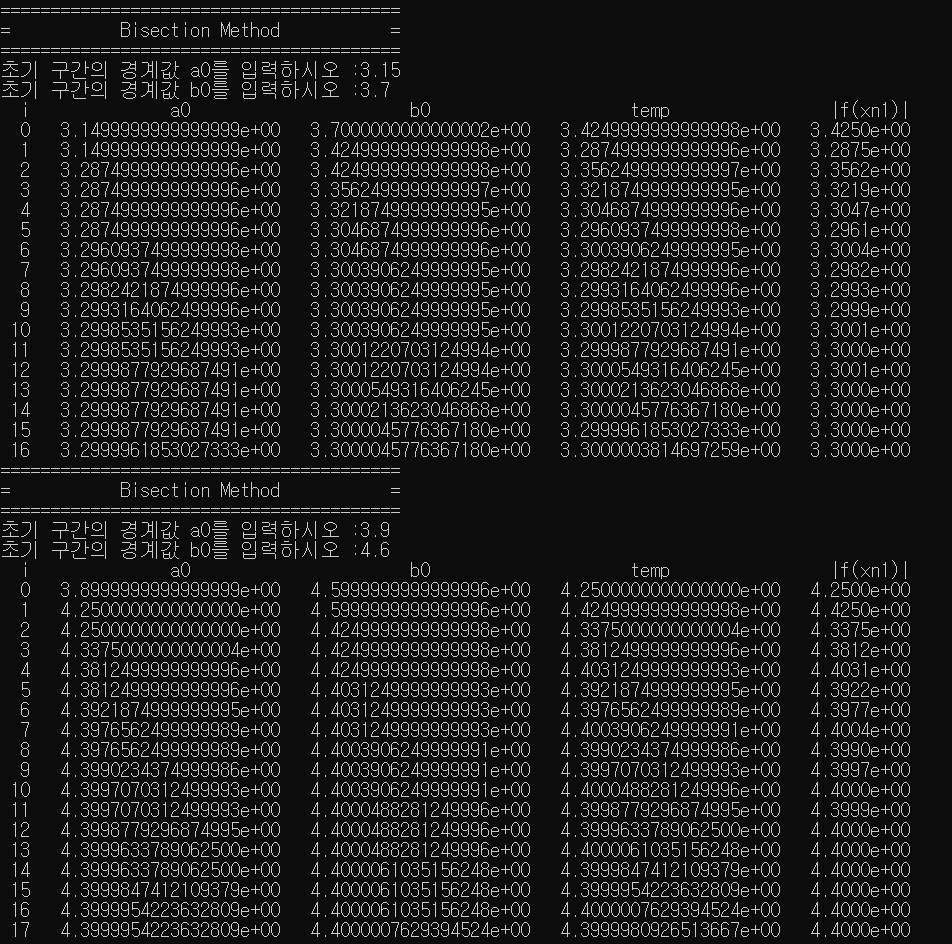 ========================================
=           Bisection Method           =
========================================
초기 구간의 경계값 a0를 입력하시오 :3.15
초기 구간의 경계값 b0를 입력하시오 :3.7
i a0 b0 temp |f(xn1)|
0 3.1499999999999999e+00 3.7000000000000002e+00 3.4249999999999998e+00 3.4250e+00
1 3.1499999999999999e+00 3.4249999999999998e+00 3.2874999999999996e+00 3.2875e+00
2 3.2874999999999996e+00 3.4249999999999998e+00 3.3562499999999997e+00 3.3562e+00
3 3.2874999999999996e+00 3.3562499999999997e+00 3.3218749999999995e+00 3.3219e+00
4 3.2874999999999996e+00 3.3218749999999995e+00 3.3046874999999996e+00 3.3047e+00
5 3.2874999999999996e+00 3.3046874999999996e+00 3.2960937499999998e+00 3.2961e+00
6 3.2960937499999998e+00 3.3046874999999996e+00 3.3003906249999995e+00 3.3004e+00
7 3.2960937499999998e+00 3.3003906249999995e+00 3.2982421874999996e+00 3.2982e+00
8 3.2982421874999996e+00 3.3003906249999995e+00 3.2993164062499996e+00 3.2993e+00
9 3.2993164062499996e+00 3.3003906249999995e+00 3.2998535156249993e+00 3.2999e+00
10 3.2998535156249993e+00 3.3003906249999995e+00 3.3001220703124994e+00 3.3001e+00
11 3.2998535156249993e+00 3.3001220703124994e+00 3.2999877929687491e+00 3.3000e+00
12 3.2999877929687491e+00 3.3001220703124994e+00 3.3000549316406245e+00 3.3001e+00
13 3.2999877929687491e+00 3.3000549316406245e+00 3.3000213623046868e+00 3.3000e+00
14 3.2999877929687491e+00 3.3000213623046868e+00 3.3000045776367180e+00 3.3000e+00
15 3.2999877929687491e+00 3.3000045776367180e+00 3.2999961853027333e+00 3.3000e+00
16 3.2999961853027333e+00 3.3000045776367180e+00 3.3000003814697259e+00 3.3000e+00
========================================
=           Bisection Method           =
========================================
초기 구간의 경계값 a0를 입력하시오 :3.9
초기 구간의 경계값 b0를 입력하시오 :4.6
i a0 b0 temp |f(xn1)|
0 3.8999999999999999e+00 4.5999999999999996e+00 4.2500000000000000e+00 4.2500e+00
1 4.2500000000000000e+00 4.5999999999999996e+00 4.4249999999999998e+00 4.4250e+00
2 4.2500000000000000e+00 4.4249999999999998e+00 4.3375000000000004e+00 4.3375e+00
3 4.3375000000000004e+00 4.4249999999999998e+00 4.3812499999999996e+00 4.3812e+00
4 4.3812499999999996e+00 4.4249999999999998e+00 4.4031249999999993e+00 4.4031e+00
5 4.3812499999999996e+00 4.4031249999999993e+00 4.3921874999999995e+00 4.3922e+00
6 4.3921874999999995e+00 4.4031249999999993e+00 4.3976562499999989e+00 4.3977e+00
7 4.3976562499999989e+00 4.4031249999999993e+00 4.4003906249999991e+00 4.4004e+00
8 4.3976562499999989e+00 4.4003906249999991e+00 4.3990234374999986e+00 4.3990e+00
9 4.3990234374999986e+00 4.4003906249999991e+00 4.3997070312499993e+00 4.3997e+00
10 4.3997070312499993e+00 4.4003906249999991e+00 4.4000488281249996e+00 4.4000e+00
11 4.3997070312499993e+00 4.4000488281249996e+00 4.3998779296874995e+00 4.3999e+00
12 4.3998779296874995e+00 4.4000488281249996e+00 4.3999633789062500e+00 4.4000e+00
13 4.3999633789062500e+00 4.4000488281249996e+00 4.4000061035156248e+00 4.4000e+00
14 4.3999633789062500e+00 4.4000061035156248e+00 4.3999847412109379e+00 4.4000e+00
15 4.3999847412109379e+00 4.4000061035156248e+00 4.3999954223632809e+00 4.4000e+00
16 4.3999954223632809e+00 4.4000061035156248e+00 4.4000007629394524e+00 4.4000e+00
17 4.3999954223632809e+00 4.4000007629394524e+00 4.3999980926513667e+00 4.4000e+00